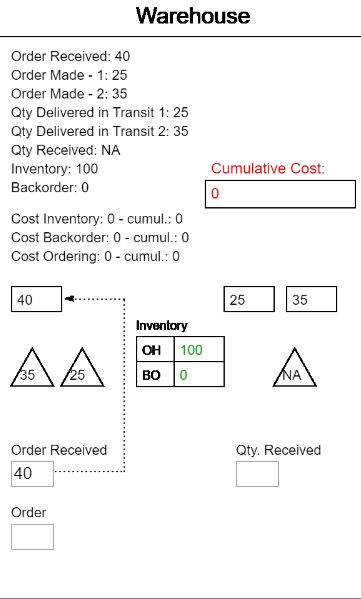 Warehouse
Order Received: 40
Order Made - 1: 25
Order Made - 2: 35
Qty Delivered in Transit 1: 25
Qty Delivered in Transit 2: 35
Qty Received: NA
Inventory: 100
Backorder: 0
Cumulative Cost:
0
Cost Inventory: 0 - cumul.: 0
Cost Backorder: 0 - cumul.: 0
Cost Ordering: 0 - cumul.: 0
40
25
35
Inventory
OH 100
BO 0
35
25
NA
Order Received
40
Qty. Received
Order